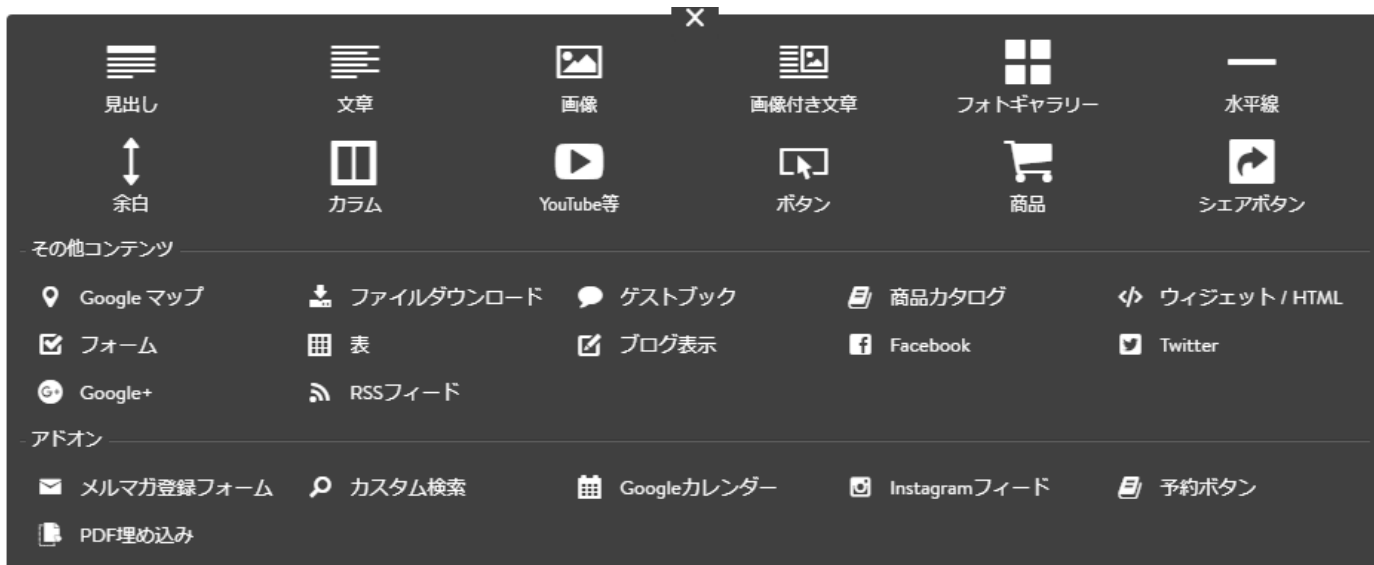 見出し 文章 画像 画像付き文章 フォトギャラリー 水平線
余白 カラム YouTube等 ボタン 商品 シェアボタン
その他コンテンツ
Google マップ ファイルダウンロード ゲストブック 商品カタログ ウィジェット / HTML
フォーム 表 ブログ表示 Facebook Twitter
Google+ RSSフィード
アドオン
メルマガ登録フォーム カスタム検索 Googleカレンダー Instagramフィード 予約ボタン
PDF埋め込み